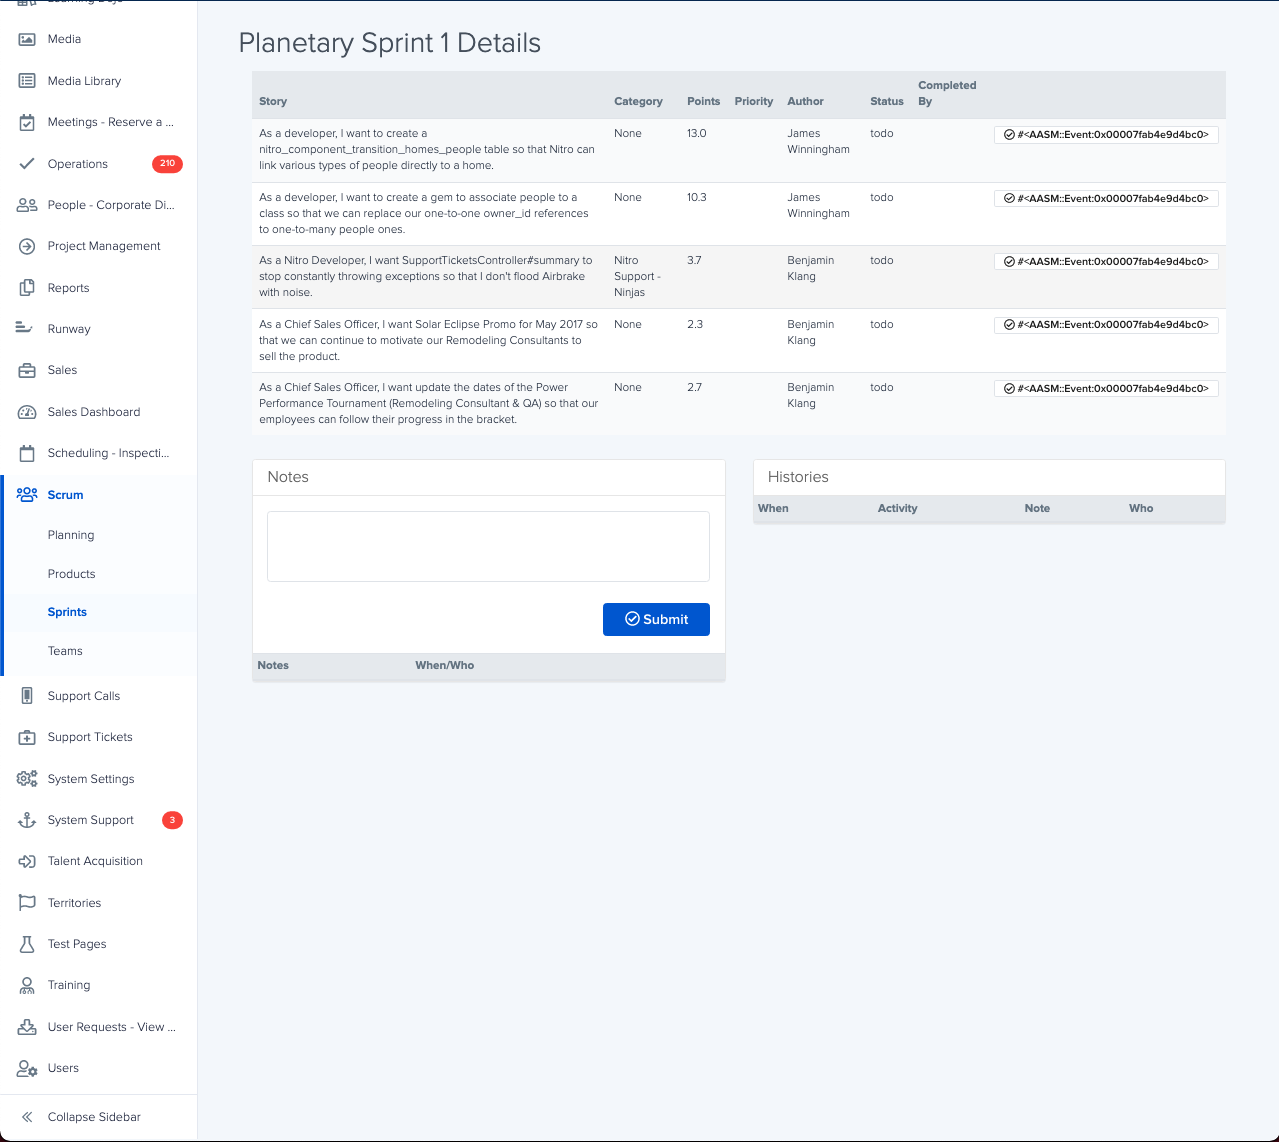 Media
Media Library
Meetings - Reserve a ...
Operations 210
People - Corporate Di...
Project Management
Reports
Runway
Sales
Sales Dashboard
Scheduling - Inspecti...
Scrum
Planning
Products
Sprints
Teams
Support Calls
Support Tickets
System Settings
System Support 3
Talent Acquisition
Territories
Test Pages
Training
User Requests - View ...
Users
Collapse Sidebar
Planetary Sprint 1 Details
Story Category Points Priority Author Status Completed
By
As a developer, I want to create a None 13.0 James todo #<AASM::Event:0x00007fab4e9d4bc0>
nitro_component_transition_homes_people table so that Nitro can Winningham
link various types of people directly to a home.
As a developer, I want to create a gem to associate people to a None 10.3 James todo #<AASM::Event:0x00007fab4e9d4bc0>
class so that we can replace our one-to-one owner_id references Winningham
to one-to-many people ones.
As a Nitro Developer, I want SupportTicketsController#summary to Nitro 3.7 Benjamin todo #<AASM::Event:0x00007fab4e9d4bc0>
stop constantly throwing exceptions so that I don't flood Airbrake Support - Klang
with noise. Ninjas
As a Chief Sales Officer, I want Solar Eclipse Promo for May 2017 so None 2.3 Benjamin todo #<AASM::Event:0x00007fab4e9d4bc0>
that we can continue to motivate our Remodeling Consultants to Klang
sell the product.
As a Chief Sales Officer, I want update the dates of the Power None 2.7 Benjamin todo #<AASM::Event:0x00007fab4e9d4bc0>
Performance Tournament (Remodeling Consultant & QA) so that our Klang
employees can follow their progress in the bracket.
Notes
Submit
Notes When/Who
Histories
When Activity Note Who